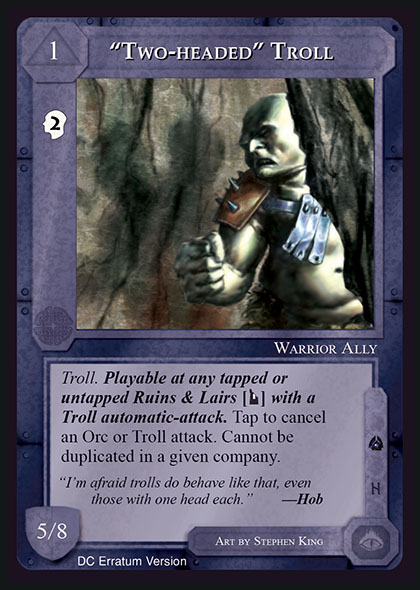 1
“Two-headed” Troll
2
Warrior Ally
Troll. Playable at any tapped or
untapped Ruins & Lairs [ ] with a
Troll automatic-attack. Tap to cancel
an Orc or Troll attack. Cannot be
duplicated in a given company.
“I’m afraid trolls do behave like that, even
those with one head each.” —Hob
5/8
Art by Stephen King
DC Erratum Version